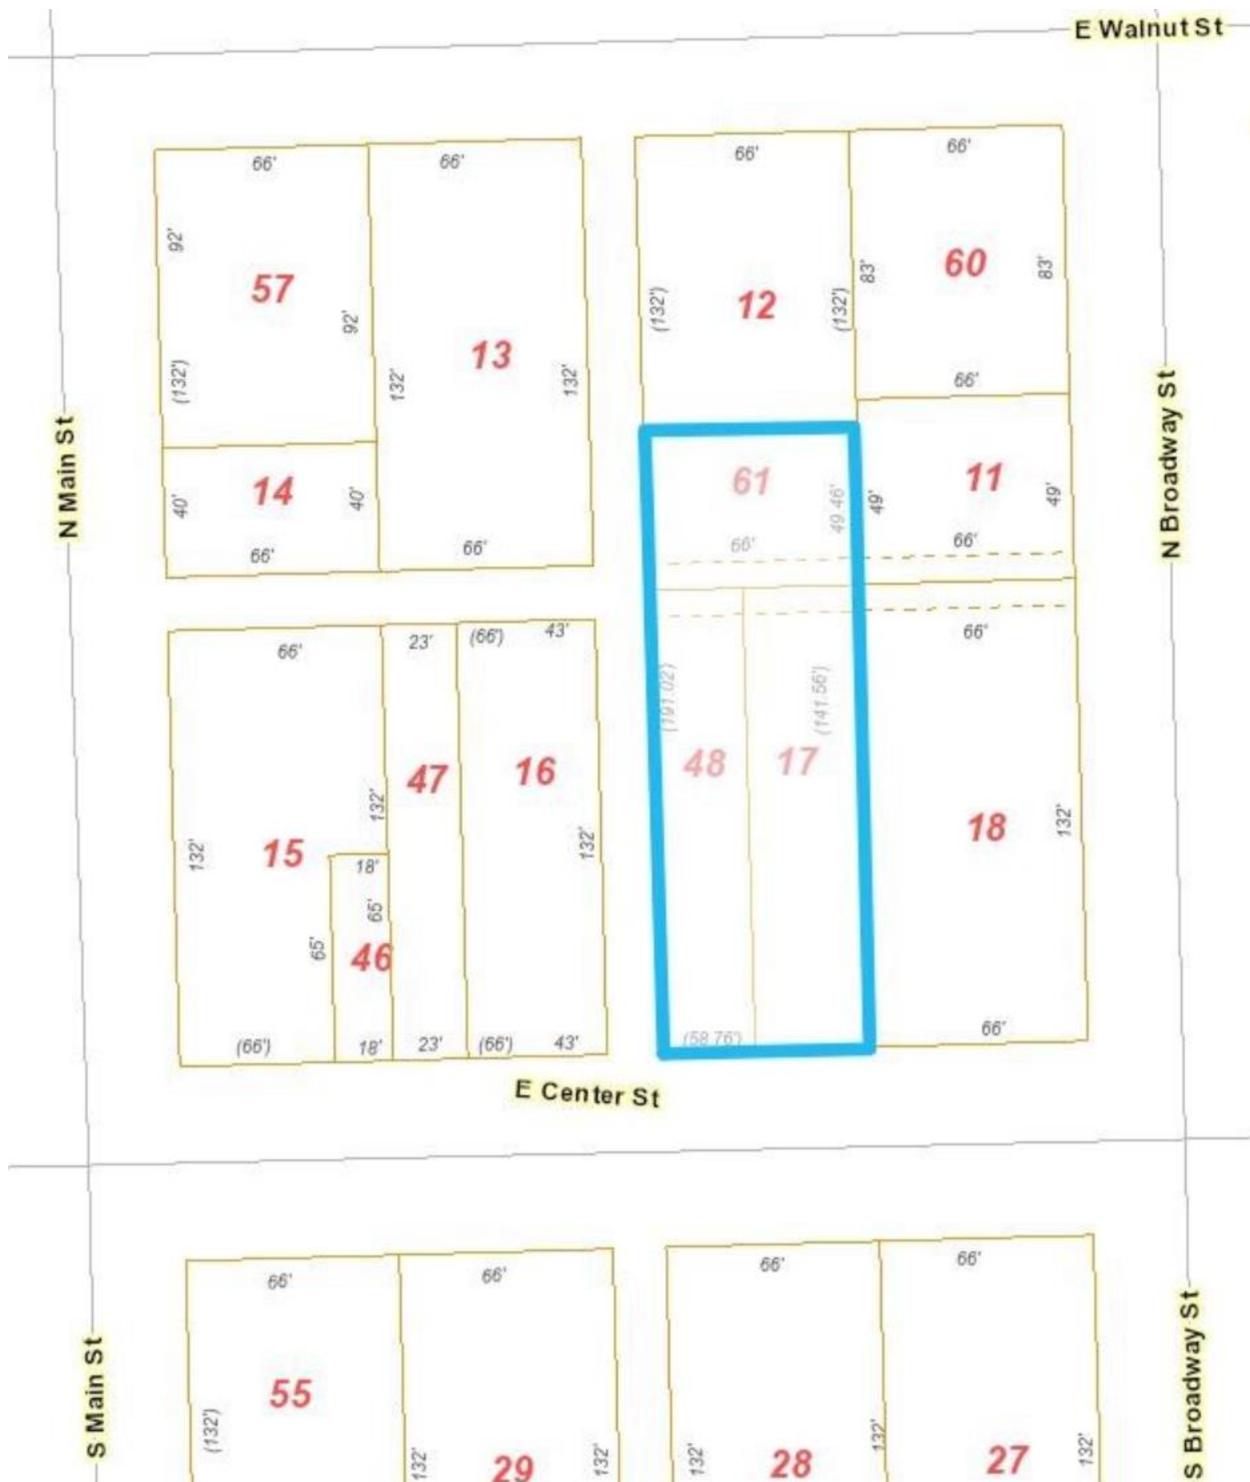 E Walnut St
66' 66' 66' 66'
92' 57 92' (132')
13 132' 132'
(132') 12 (132')
83' 60 83' 66'
N Main St
N Broadway St
40' 14 40' 66'
66'
61 49.46' 66'
49' 11 49' 66'
66' 23' (66') 43' 66'
(191.02) (141.56')
132' 15 132' 47 16 132'
48 17 18 132'
18' 65' 65' 46
(66') 18' 23' (66') 43' (58.76') 66'
E Center St
66' 66' 66' 66'
S Main St
S Broadway St
55 (132')
132' 29 132' 132' 28 132' 27 132'